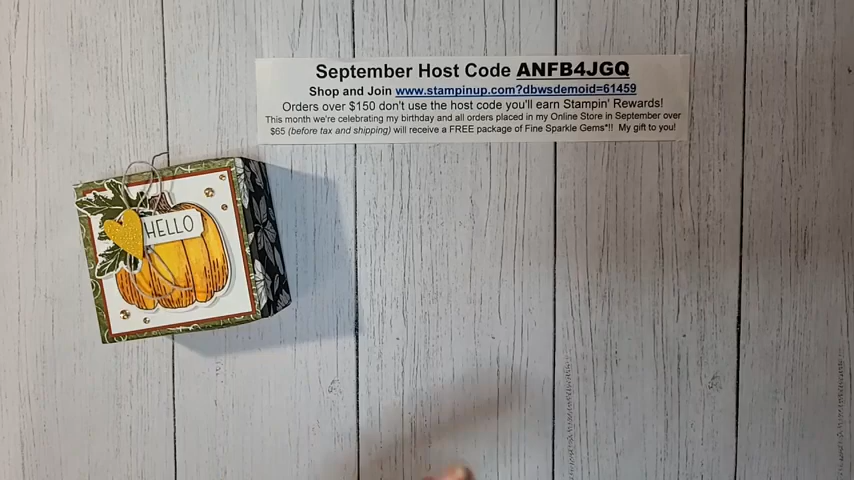 September Host Code ANFB4JGQ
Shop and Join www.stampinup.com?dbwsdemoid=61459
Orders over $150 don't use the host code you'll earn Stampin' Rewards!
This month we're celebrating my birthday and all orders placed in my Online Store in September over
$65 (before tax and shipping) will receive a FREE package of Fine Sparkle Gems*!! My gift to you!
HELLO